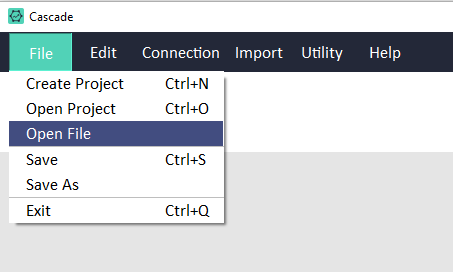 Cascade
File Edit Connection Import Utility Help
Create Project Ctrl+N
Open Project Ctrl+O
Open File
Save Ctrl+S
Save As
Exit Ctrl+Q